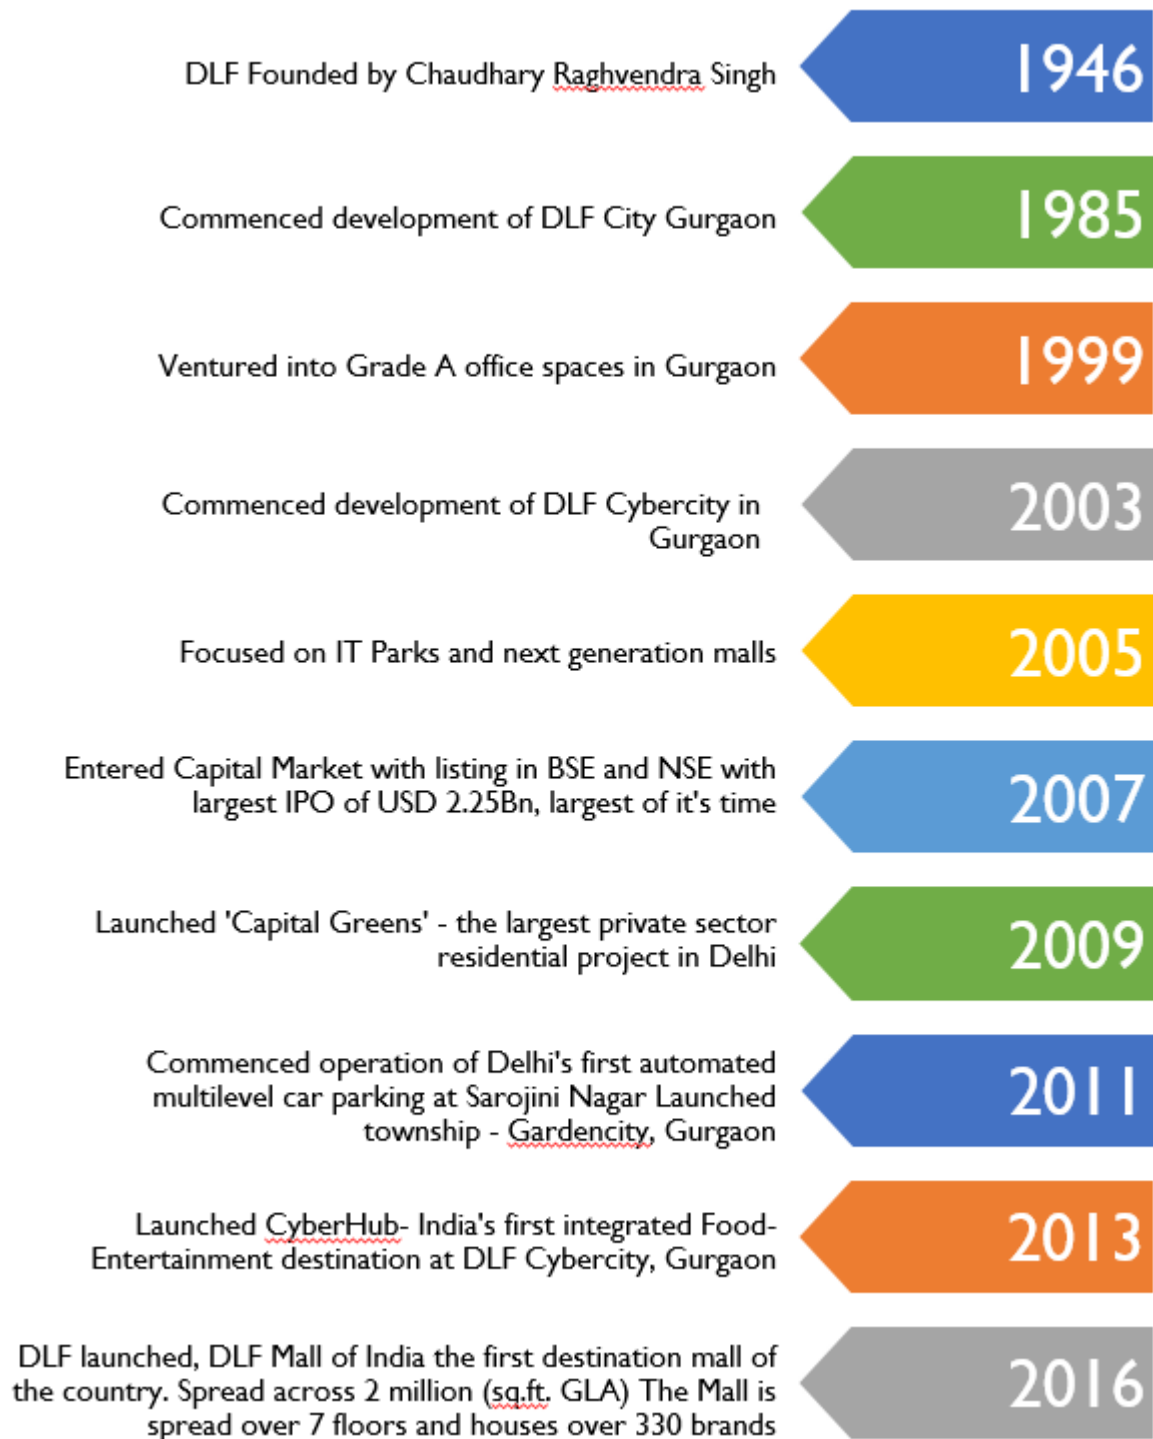 DLF Founded by Chaudhary Raghvendra Singh
1946
Commenced development of DLF City Gurgaon
1985
Ventured into Grade A office spaces in Gurgaon
1999
Commenced development of DLF Cybercity in
Gurgaon
2003
Focused on IT Parks and next generation malls
2005
Entered Capital Market with listing in BSE and NSE with
largest IPO of USD 2.25Bn, largest of it's time
2007
Launched 'Capital Greens' - the largest private sector
residential project in Delhi
2009
Commenced operation of Delhi's first automated
multilevel car parking at Sarojini Nagar Launched
township - Gardencity, Gurgaon
2011
Launched CyberHub- India's first integrated Food-
Entertainment destination at DLF Cybercity, Gurgaon
2013
DLF launched, DLF Mall of India the first destination mall of
the country. Spread across 2 million (sq.ft. GLA) The Mall is
spread over 7 floors and houses over 330 brands
2016